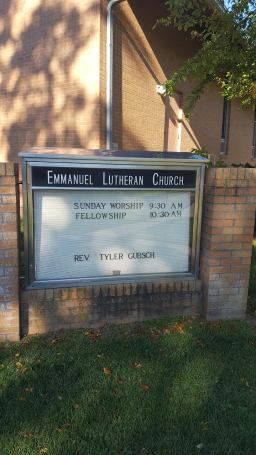 EMMANUEL LUTHERAN CHURCH
SUNDAY WORSHIP 9:30 AM
FELLOWSHIP 10:30 AM
REV. TYLER GUBSCH